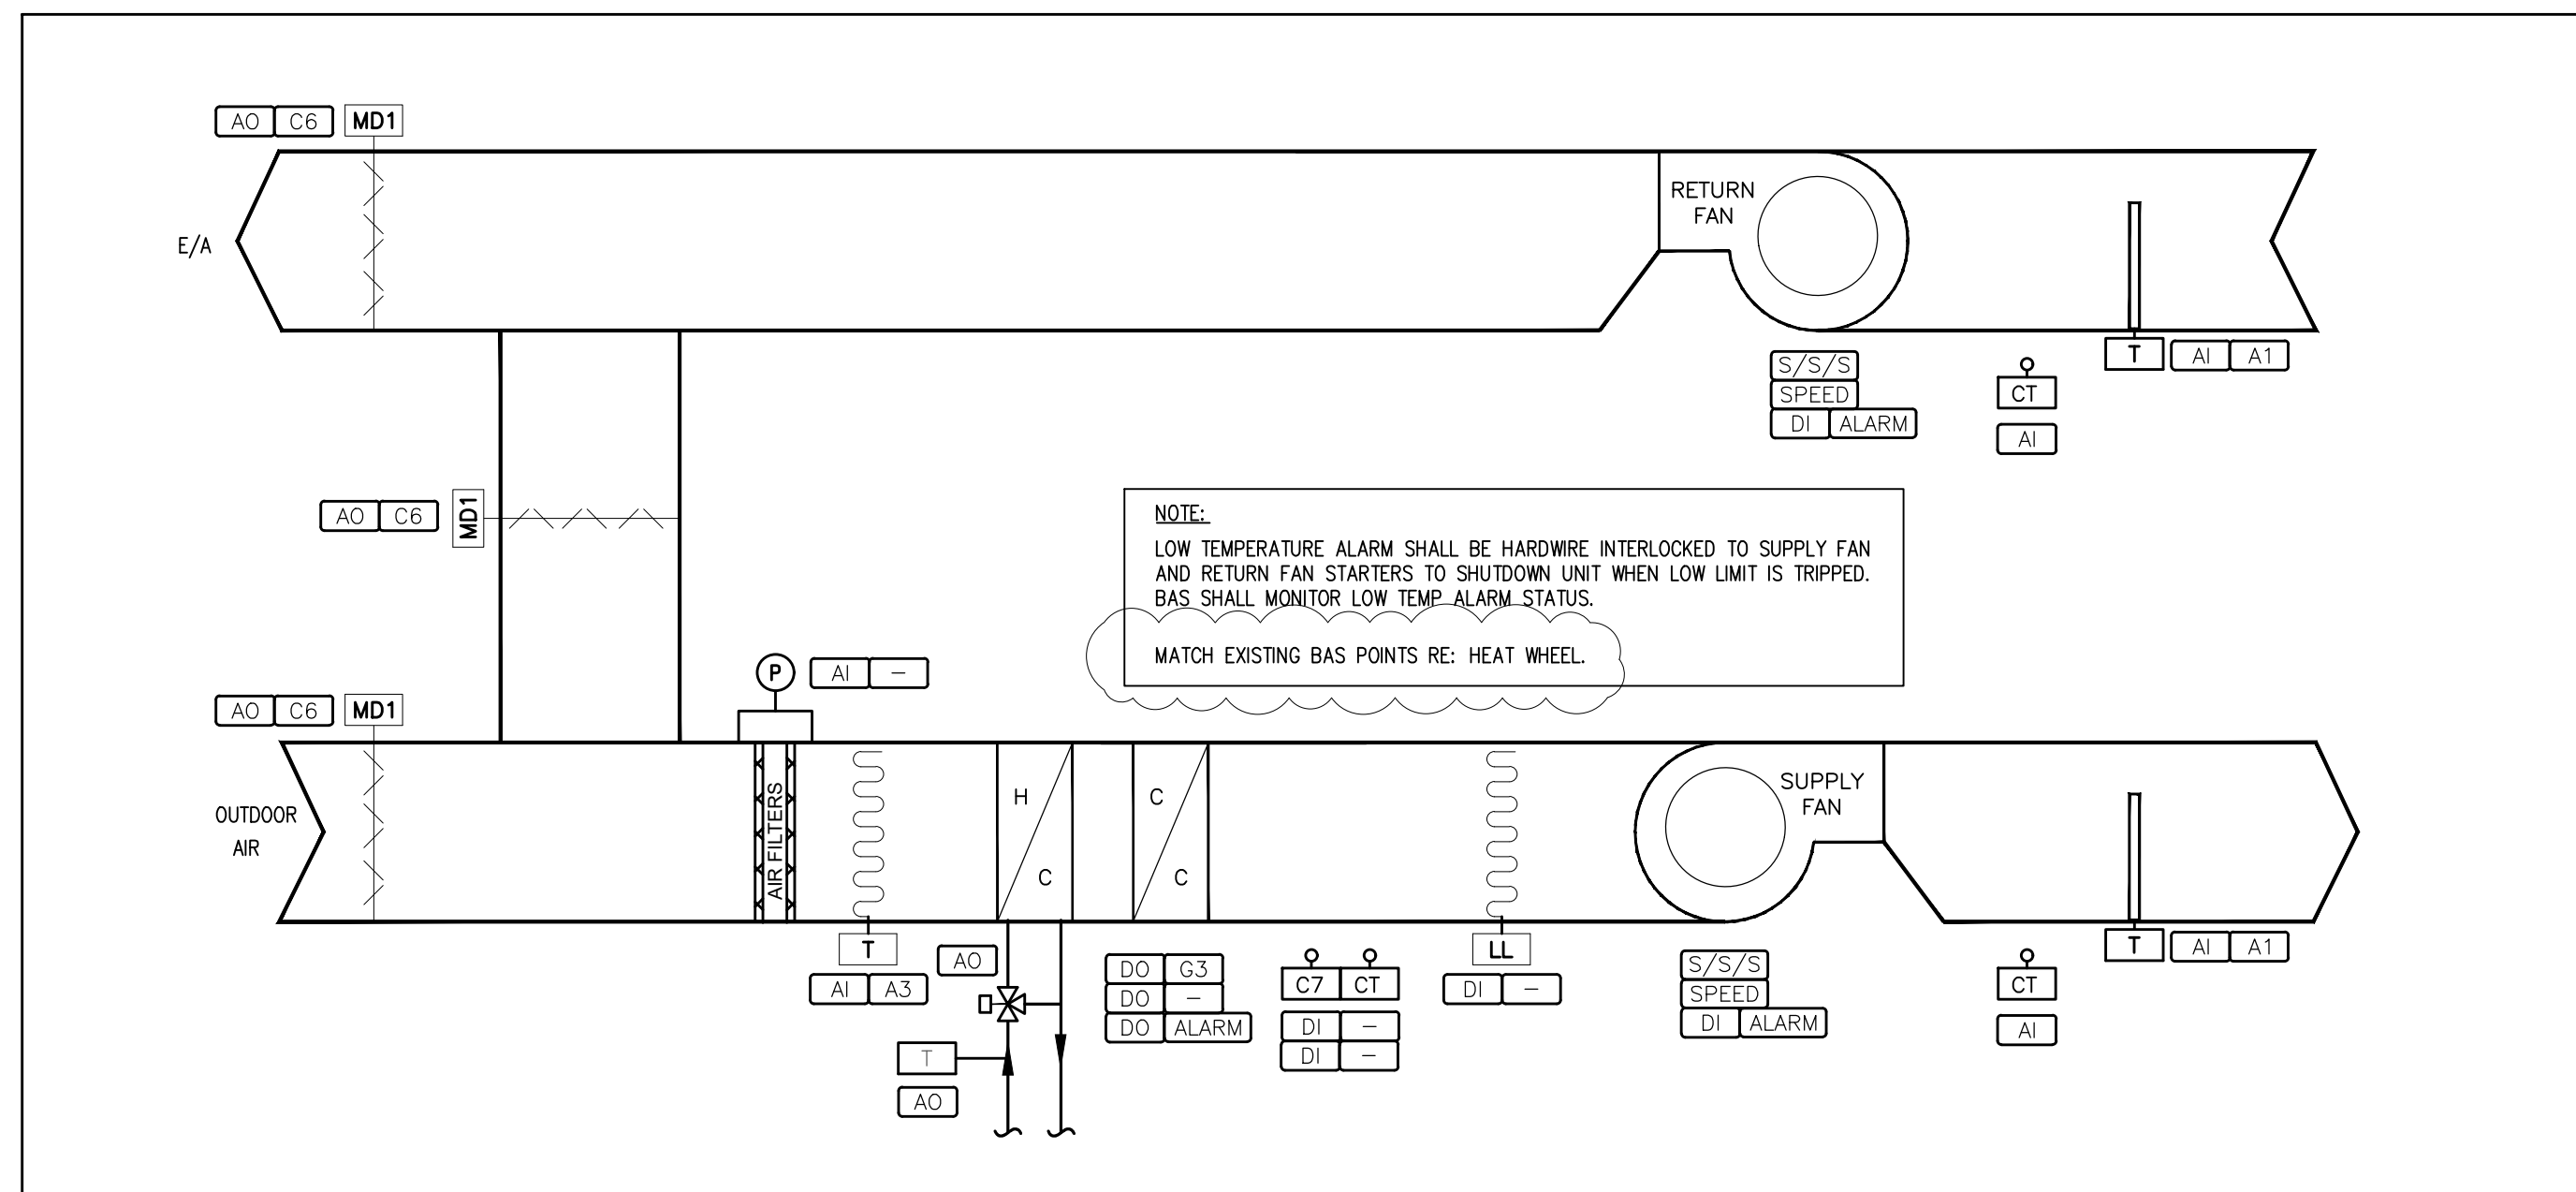 AO C6 MD1
E/A
RETURN
FAN
S/S/S
SPEED
DI ALARM
CT
AI
T AI A1
AO C6 MD1
NOTE:
LOW TEMPERATURE ALARM SHALL BE HARDWIRE INTERLOCKED TO SUPPLY FAN
AND RETURN FAN STARTERS TO SHUTDOWN UNIT WHEN LOW LIMIT IS TRIPPED.
BAS SHALL MONITOR LOW TEMP ALARM STATUS.
MATCH EXISTING BAS POINTS RE: HEAT WHEEL.
P AI -
AO C6 MD1
OUTDOOR
AIR
AIR FILTERS
H
C
C
C
SUPPLY
FAN
T
AI A3
AO
T
AO
DO G3
DO -
DO ALARM
C7 CT
DI -
DI -
LL
DI -
S/S/S
SPEED
DI ALARM
CT
AI
T AI A1